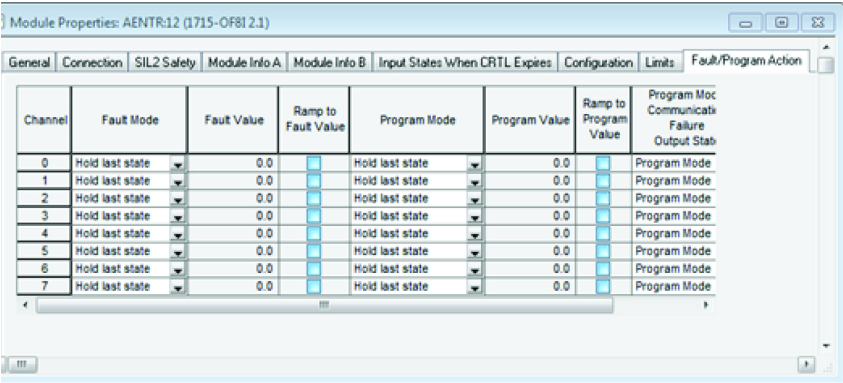 Module Properties: AENTR:12 (1715-OF8I 2.1)
General Connection SIL2 Safety Module Info A Module Info B Input States When CRTL Expires Configuration Limits Fault/Program Action
Channel Fault Mode Fault Value Ramp to Fault Value Program Mode Program Value Ramp to Program Value Program Mod Communicati Failure Output Stat
0 Hold last state 0.0 Hold last state 0.0 Program Mode
1 Hold last state 0.0 Hold last state 0.0 Program Mode
2 Hold last state 0.0 Hold last state 0.0 Program Mode
3 Hold last state 0.0 Hold last state 0.0 Program Mode
4 Hold last state 0.0 Hold last state 0.0 Program Mode
5 Hold last state 0.0 Hold last state 0.0 Program Mode
6 Hold last state 0.0 Hold last state 0.0 Program Mode
7 Hold last state 0.0 Hold last state 0.0 Program Mode